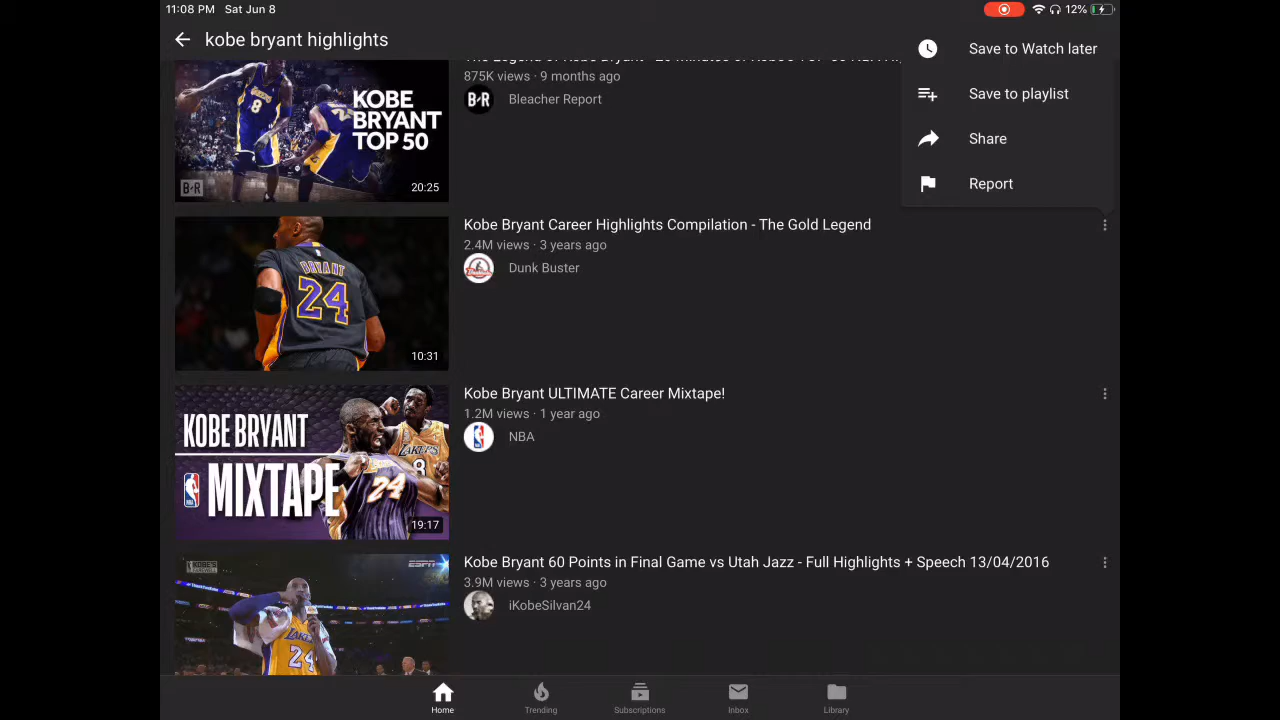 11:08 PM Sat Jun 8
12%
kobe bryant highlights
Save to Watch later
Save to playlist
Share
Report
875K views · 9 months ago
B·R Bleacher Report
KOBE
BRYANT
TOP 50
8
B·R
20:25
Kobe Bryant Career Highlights Compilation - The Gold Legend
2.4M views · 3 years ago
Dunk Buster
BRYANT
24
10:31
Kobe Bryant ULTIMATE Career Mixtape!
1.2M views · 1 year ago
NBA
KOBE BRYANT
MIXTAPE
LAKERS
8
24
19:17
Kobe Bryant 60 Points in Final Game vs Utah Jazz - Full Highlights + Speech 13/04/2016
3.9M views · 3 years ago
iKobeSilvan24
ESPN
LAKERS
24
Home
Trending
Subscriptions
Inbox
Library